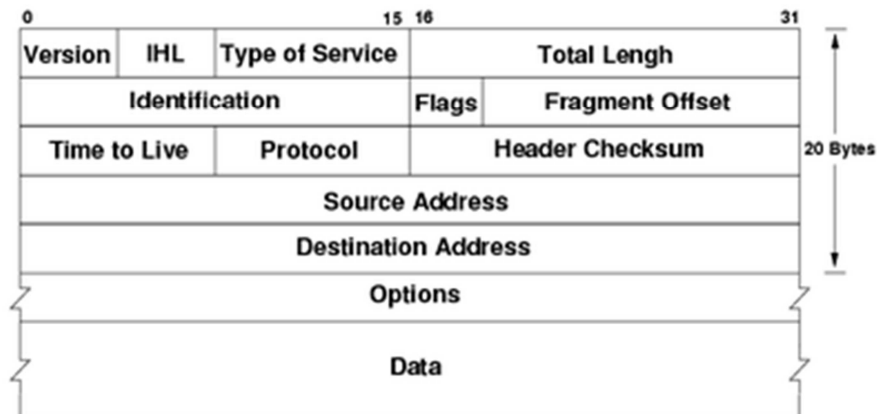 0 15 16 31
Version IHL Type of Service Total Lengh
Identification Flags Fragment Offset
Time to Live Protocol Header Checksum 20 Bytes
Source Address
Destination Address
Options
Data